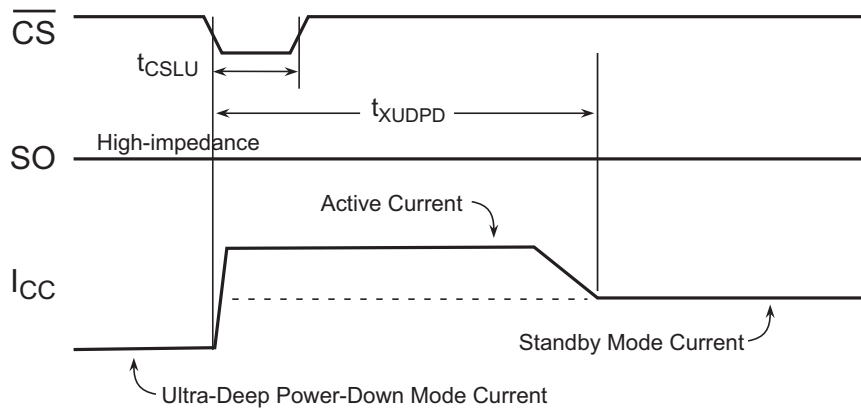 CS
tCSLU
tXUDPD
High-impedance
SO
Active Current
ICC
Standby Mode Current
Ultra-Deep Power-Down Mode Current